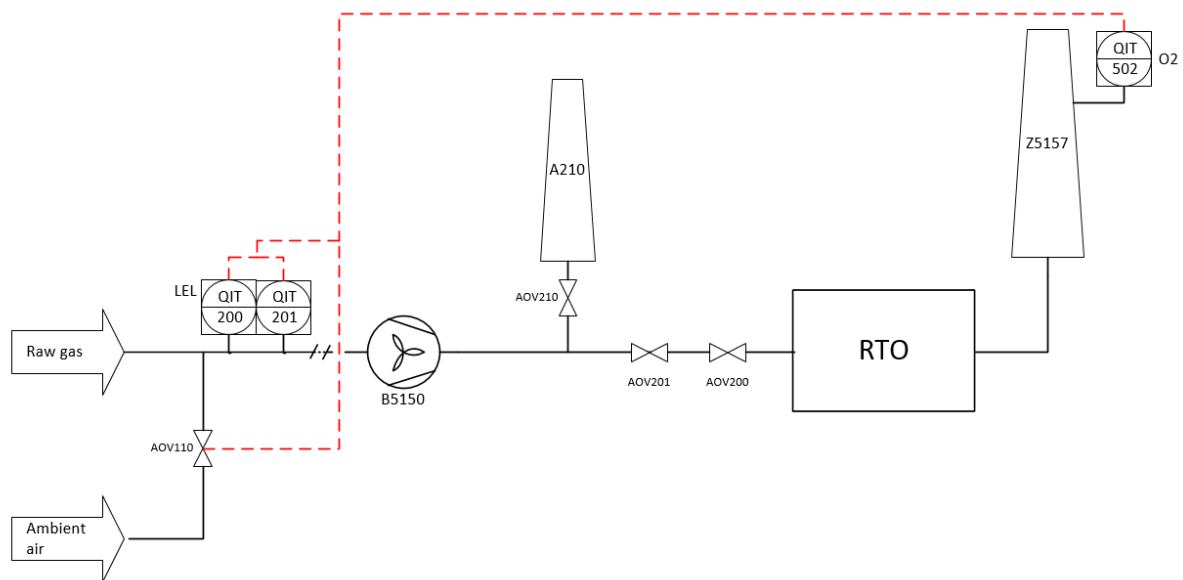 QIT
502
O2
Z5157
A210
LEL
QIT
200
QIT
201
AOV210
Raw gas
B5150
AOV201
AOV200
RTO
AOV110
Ambient
air